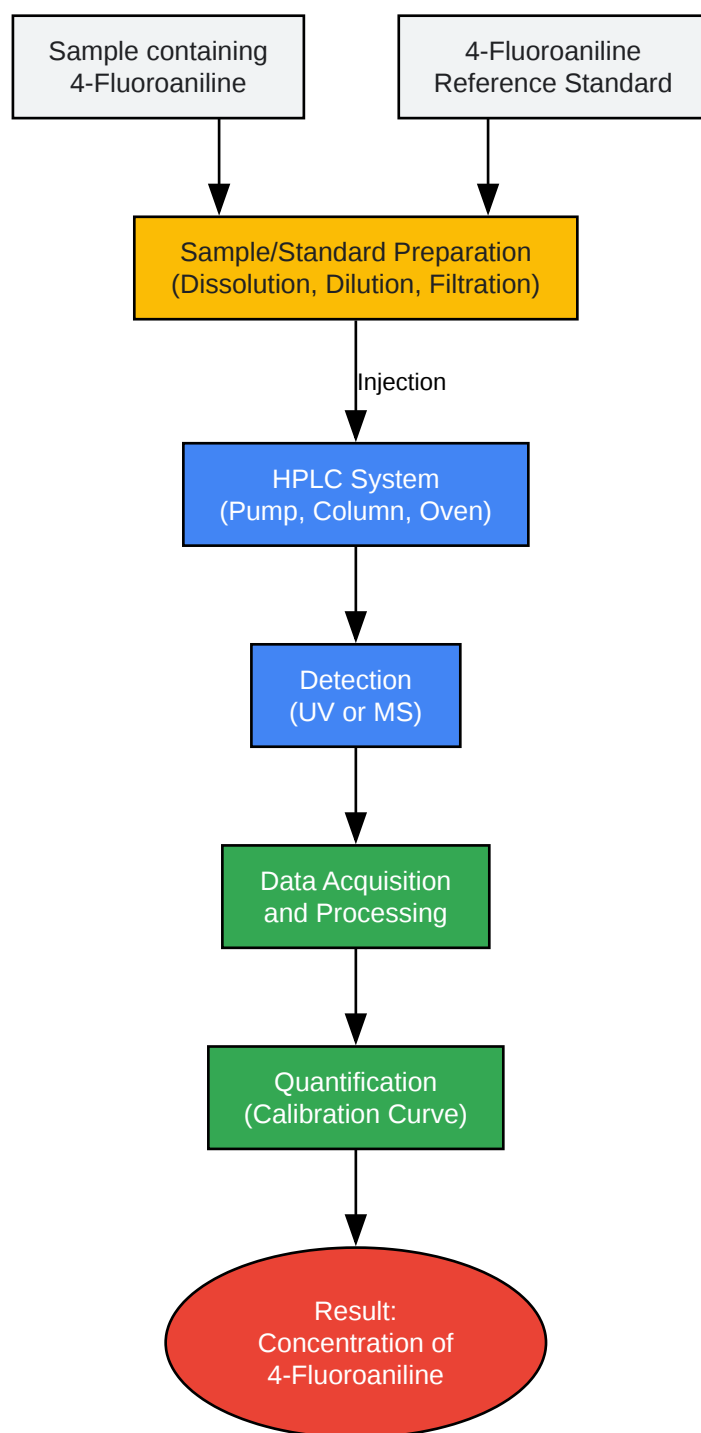 Sample containing
4-Fluoroaniline
4-Fluoroaniline
Reference Standard
Sample/Standard Preparation
(Dissolution, Dilution, Filtration)
Injection
HPLC System
(Pump, Column, Oven)
Detection
(UV or MS)
Data Acquisition
and Processing
Quantification
(Calibration Curve)
Result:
Concentration of
4-Fluoroaniline